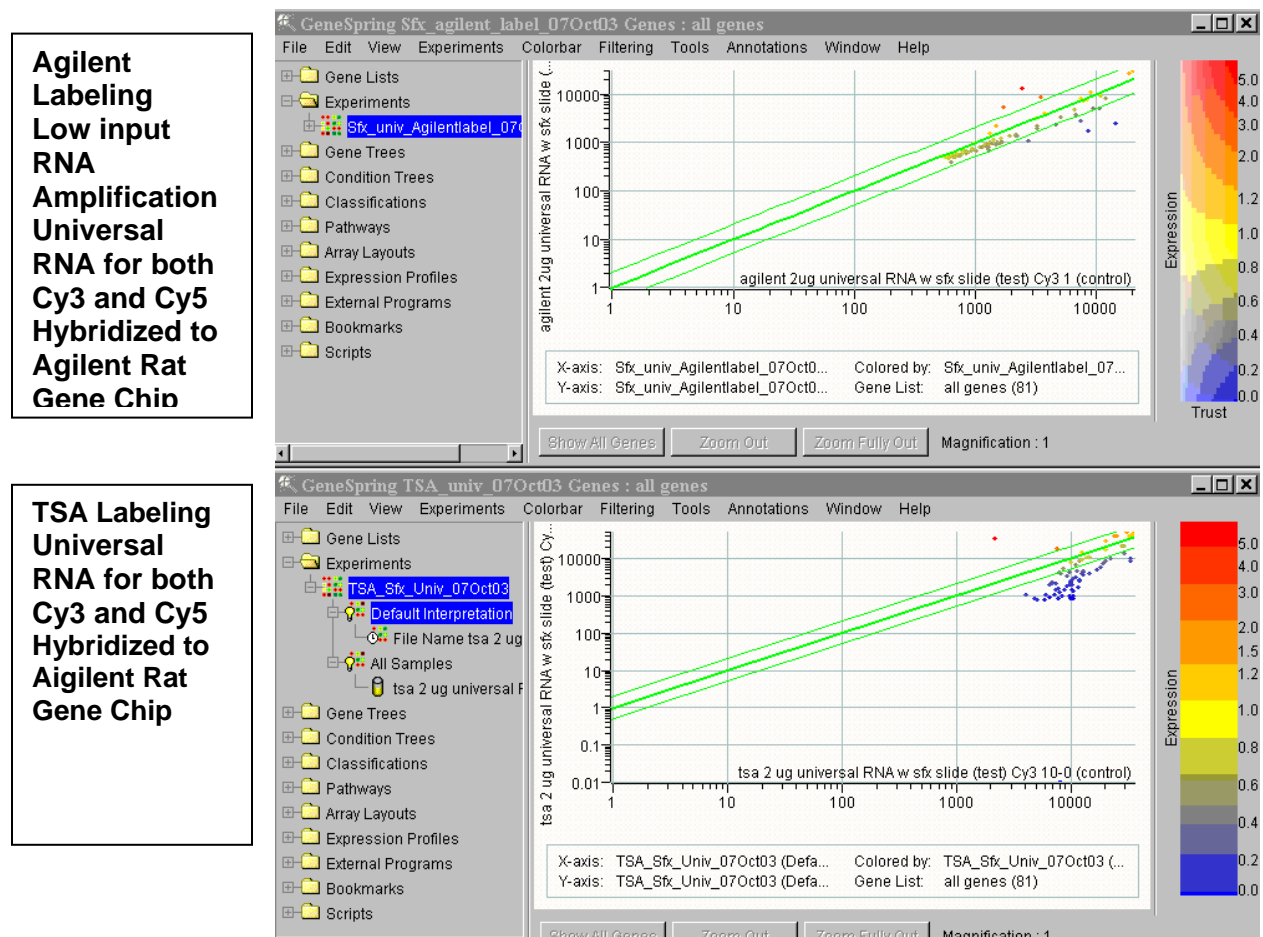 Agilent
Labeling
Low input
RNA
Amplification
Universal
RNA for both
Cy3 and Cy5
Hybridized to
Agilent Rat
Gene Chip
GeneSpring Sfx_agilent_label_07Oct03 Genes : all genes
File Edit View Experiments Colorbar Filtering Tools Annotations Window Help
Gene Lists
Experiments
Sfx_univ_Agilentlabel_07
Gene Trees
Condition Trees
Classifications
Pathways
Array Layouts
Expression Profiles
External Programs
Bookmarks
Scripts
agilent 2ug universal RNA w sfx slide (...
10000
1000
100
10
1
agilent 2ug universal RNA w sfx slide (test) Cy3 1 (control)
1 10 100 1000 10000
X-axis: Sfx_univ_Agilentlabel_07Oct0... Colored by: Sfx_univ_Agilentlabel_07...
Y-axis: Sfx_univ_Agilentlabel_07Oct0... Gene List: all genes (81)
Show All Genes Zoom Out Zoom Fully Out Magnification : 1
Expression
5.0
4.0
3.0
2.0
1.2
1.0
0.8
0.6
0.4
0.2
0.0
Trust
TSA Labeling
Universal
RNA for both
Cy3 and Cy5
Hybridized to
Aigilent Rat
Gene Chip
GeneSpring TSA_univ_07Oct03 Genes : all genes
File Edit View Experiments Colorbar Filtering Tools Annotations Window Help
Gene Lists
Experiments
TSA_Sfx_Univ_07Oct03
Default Interpretation
File Name tsa 2 ug
All Samples
tsa 2 ug universal
Gene Trees
Condition Trees
Classifications
Pathways
Array Layouts
Expression Profiles
External Programs
Bookmarks
Scripts
tsa 2 ug universal RNA w sfx slide (test) Cy...
10000
1000
100
10
1
0.1
0.01
tsa 2 ug universal RNA w sfx slide (test) Cy3 10-0 (control)
1 10 100 1000 10000
X-axis: TSA_Sfx_Univ_07Oct03 (Defa... Colored by: TSA_Sfx_Univ_07Oct03 (...
Y-axis: TSA_Sfx_Univ_07Oct03 (Defa... Gene List: all genes (81)
Show All Genes Zoom Out Zoom Fully Out Magnification : 1
Expression
5.0
4.0
3.0
2.0
1.5
1.2
1.0
0.8
0.6
0.4
0.2
0.0